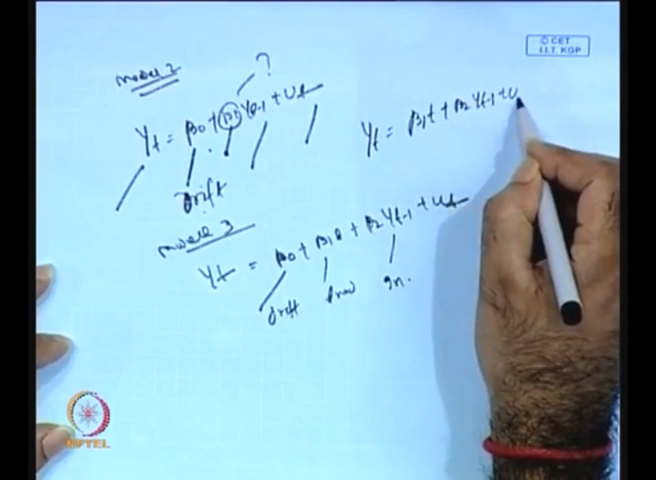 © CET
I.I.T. KGP
model 2
?
Yt = β0 + β1 Yt-1 + Ut
drift
Yt = β1t + β2 Yt-1 + U
model 3
Yt = β0 + β1t + β2 Yt-1 + Ut
drift trend
NPTEL